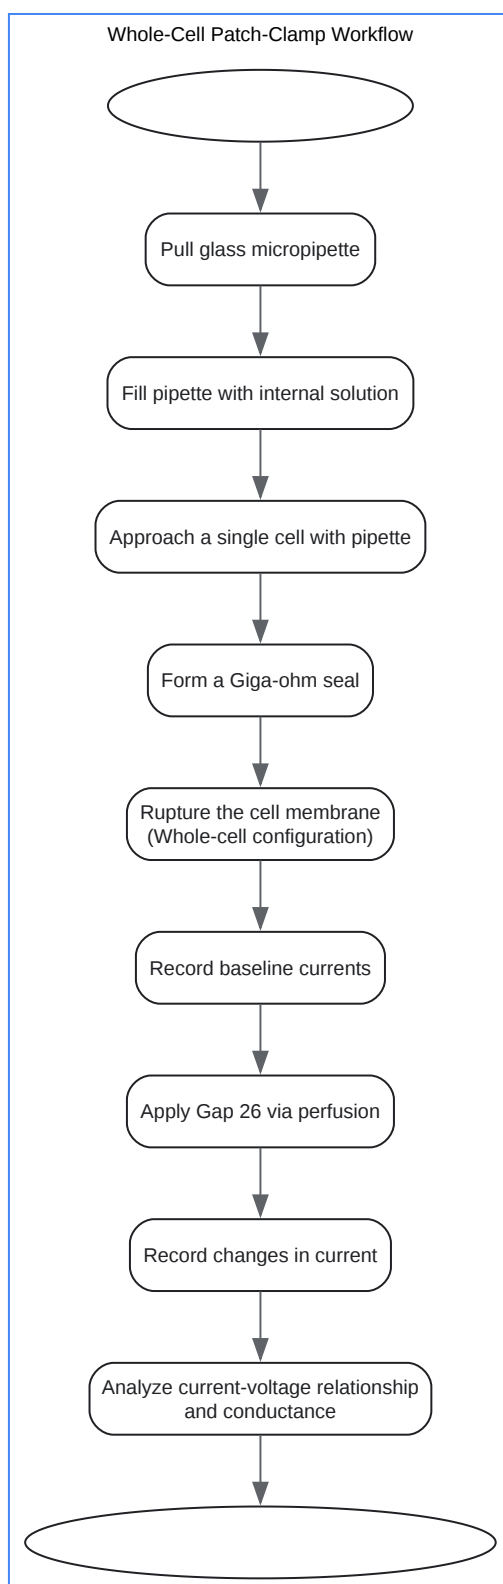 Whole-Cell Patch-Clamp Workflow
Pull glass micropipette
Fill pipette with internal solution
Approach a single cell with pipette
Form a Giga-ohm seal
Rupture the cell membrane
(Whole-cell configuration)
Record baseline currents
Apply Gap 26 via perfusion
Record changes in current
Analyze current-voltage relationship
and conductance